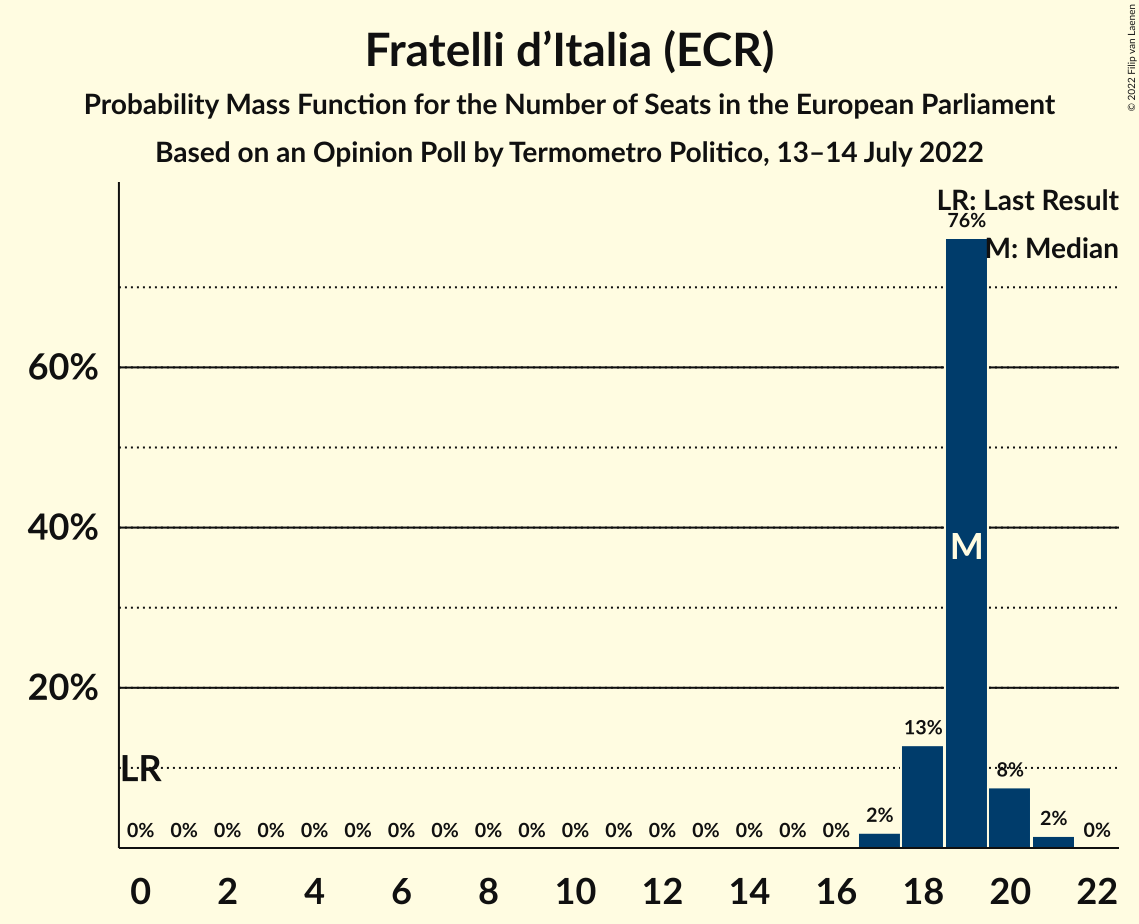 Fratelli d’Italia (ECR)
Probability Mass Function for the Number of Seats in the European Parliament
Based on an Opinion Poll by Termometro Politico, 13–14 July 2022
© 2022 Filip van Laenen
LR: Last Result
M: Median
76%
60%
40%
M
20%
13%
LR
8%
0% 0% 0% 0% 0% 0% 0% 0% 0% 0% 0% 0% 0% 0% 0% 0% 0% 2% 2% 0%
0 2 4 6 8 10 12 14 16 18 20 22